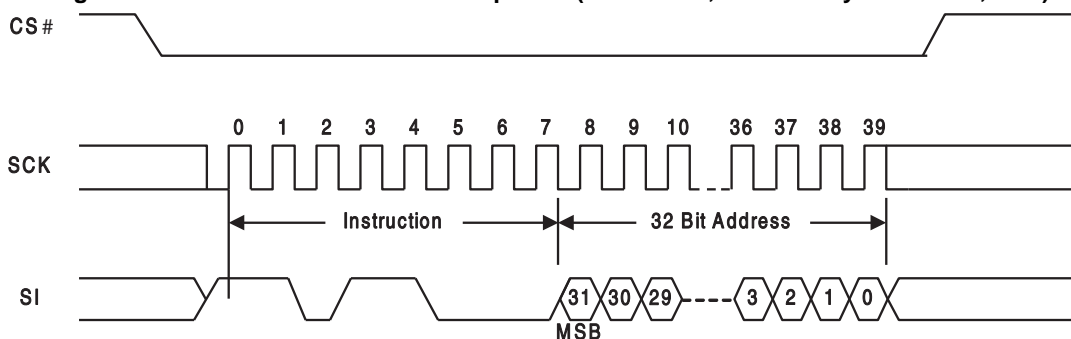 CS#
0 1 2 3 4 5 6 7 8 9 10 36 37 38 39
SCK
Instruction 32 Bit Address
SI 31 30 29 3 2 1 0
MSB